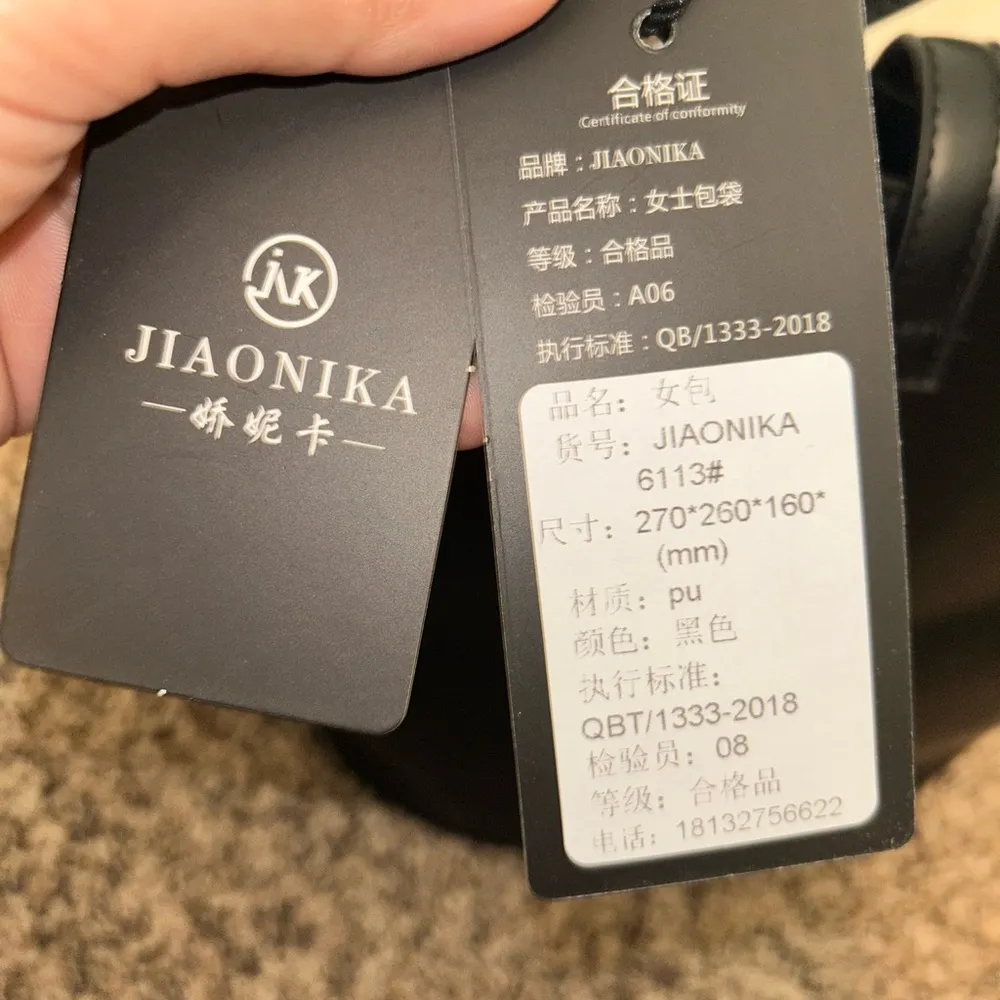 JNK
JIAONIKA
—娇妮卡—
合格证
Certificate of conformity
品牌：JIAONIKA
产品名称：女士包袋
等级：合格品
检验员：A06
执行标准：QB/1333-2018
品名： 女包
货号： JIAONIKA
6113#
尺寸： 270*260*160*
(mm)
材质： pu
颜色： 黑色
执行标准：
QBT/1333-2018
检验员： 08
等级： 合格品
电话： 18132756622